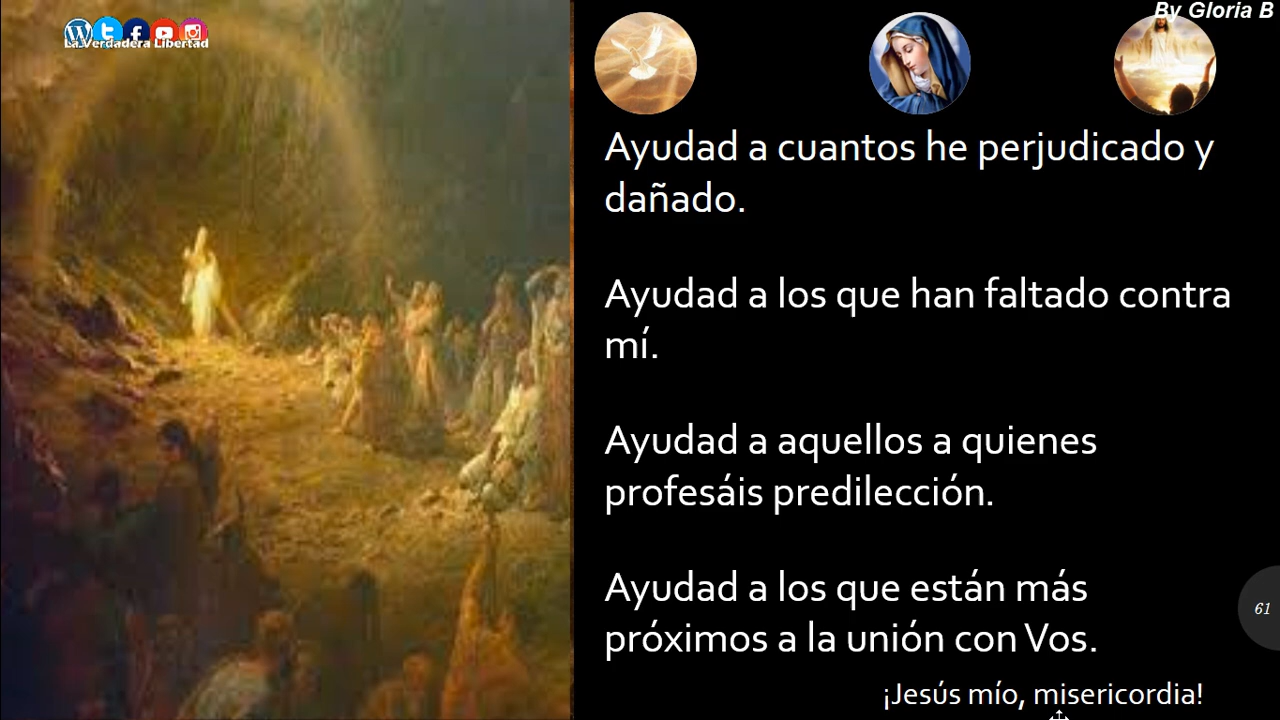 By Gloria B
La Verdadera Libertad
Ayudad a cuantos he perjudicado y
dañado.
Ayudad a los que han faltado contra
mí.
Ayudad a aquellos a quienes
profesáis predilección.
Ayudad a los que están más
próximos a la unión con Vos.
61
¡Jesús mío, misericordia!